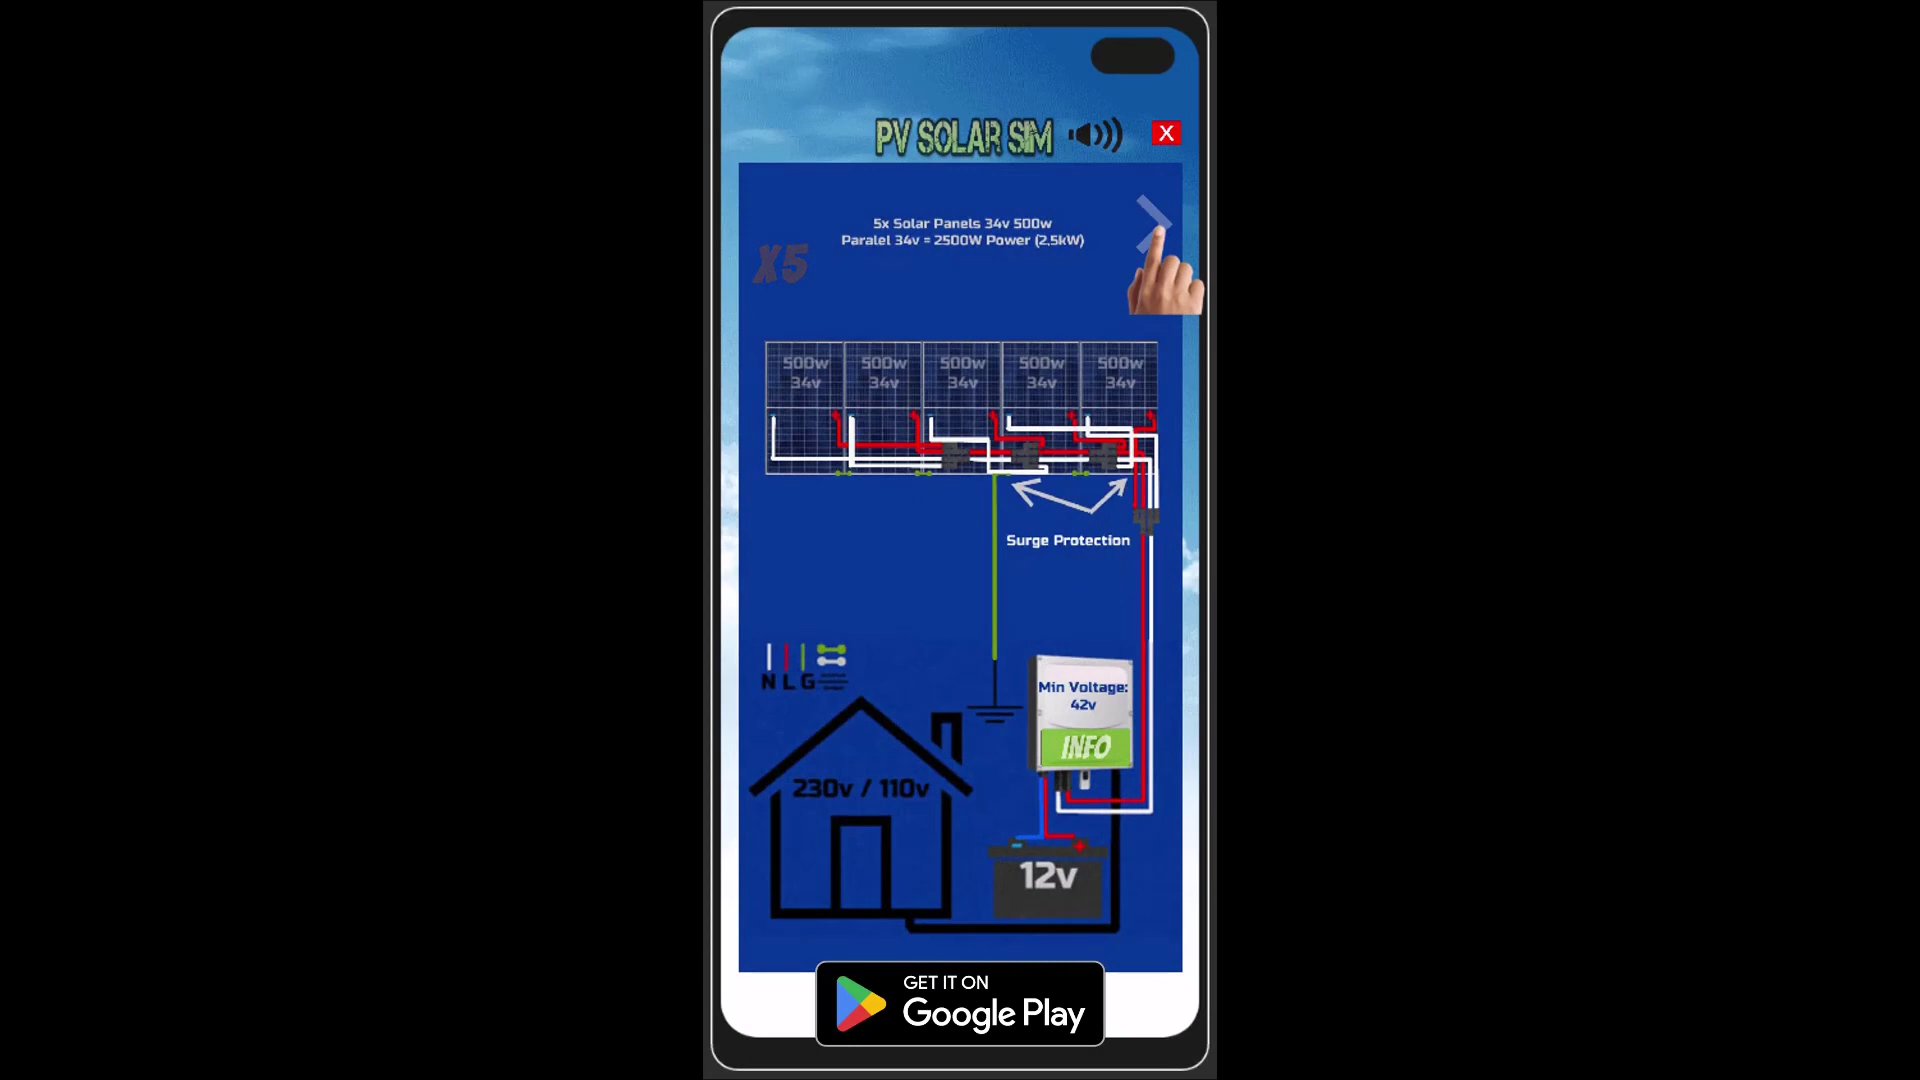 PV SOLAR SIM
X
5x Solar Panels 34v 500w
Paralel 34v = 2500W Power (2,5kW)
X5
500w 500w 500w 500w 500w
34v 34v 34v 34v 34v
Surge Protection
N L G
Min Voltage:
42v
INFO
230v / 110v
12v
GET IT ON
Google Play